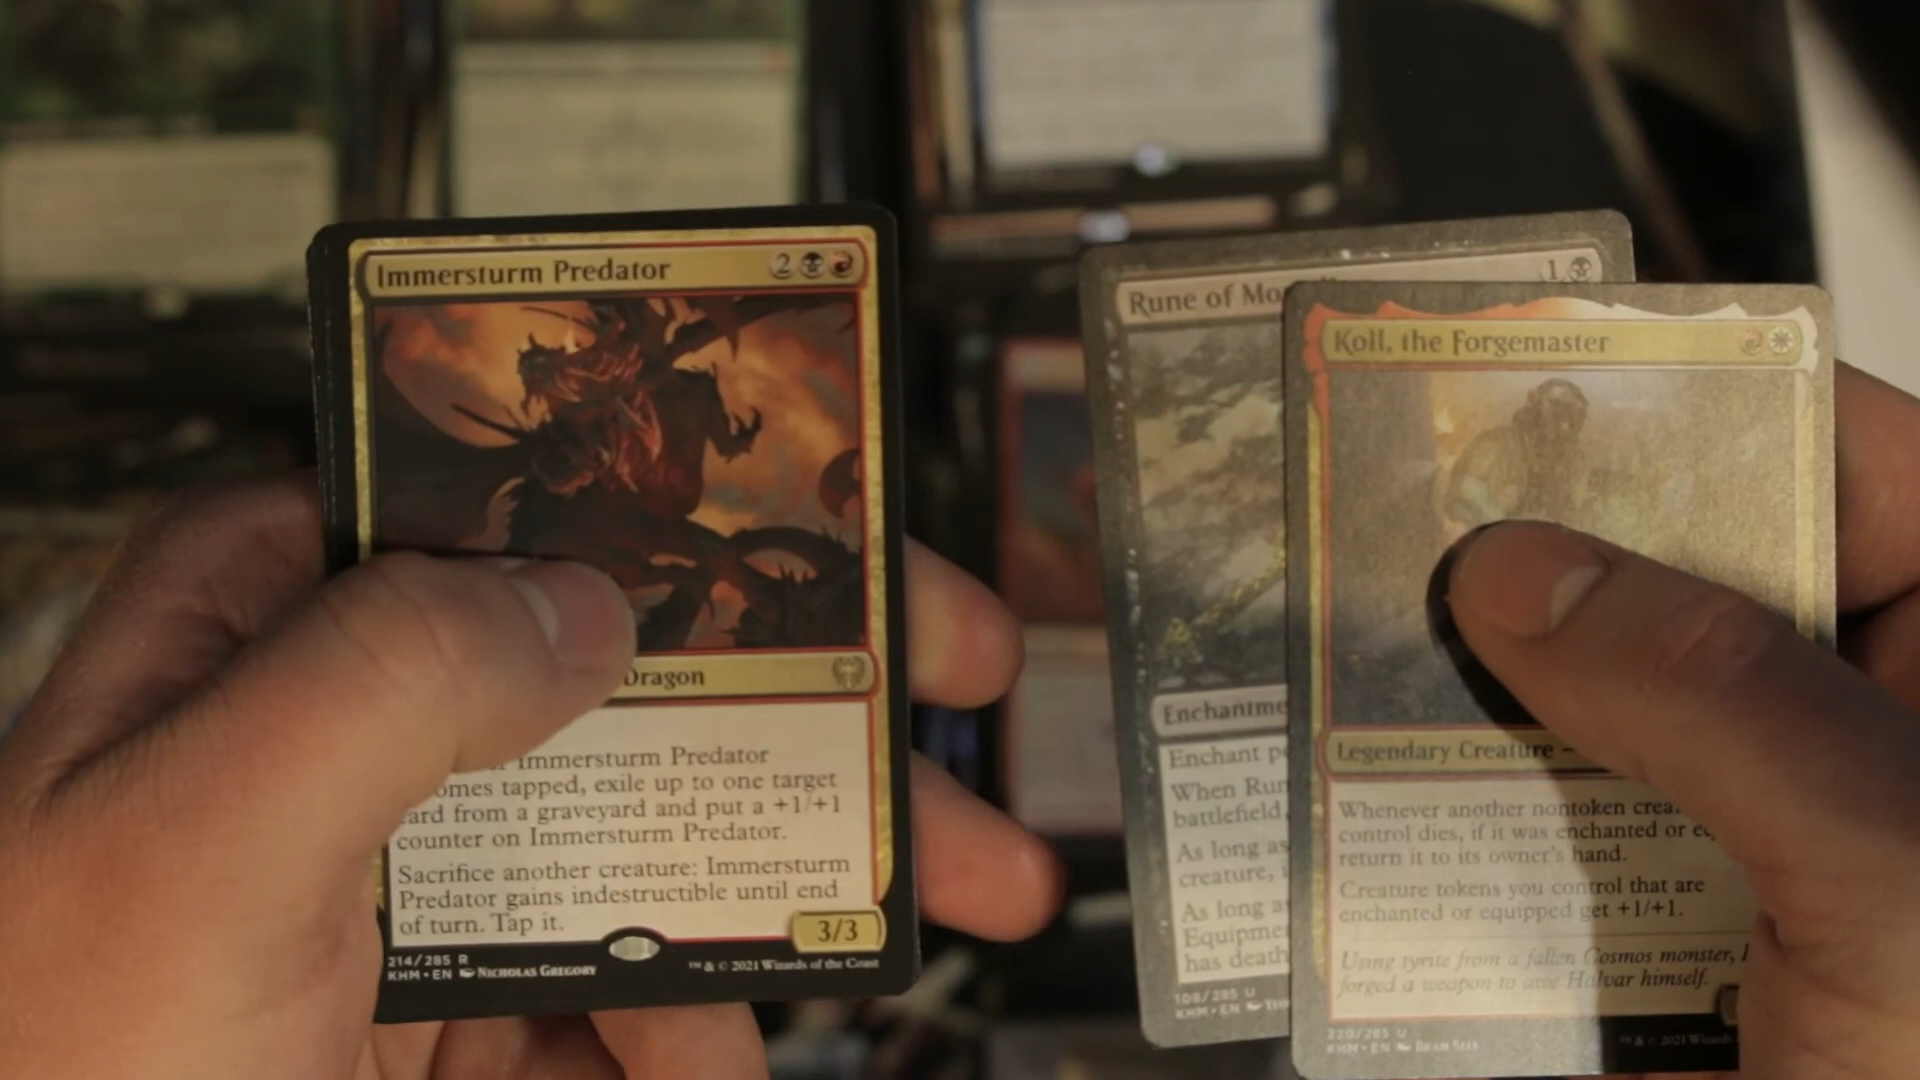 Immersturm Predator
2
Dragon
Immersturm Predator
omes tapped, exile up to one target
ard from a graveyard and put a +1/+1
counter on Immersturm Predator.
Sacrifice another creature: Immersturm
Predator gains indestructible until end
of turn. Tap it.
3/3
214/285 R
KHM • EN Nicholas Gregory
™ & © 2021 Wizards of the Coast
Rune of Mo
1
Enchantme
Enchant pe
When Run
battlefield,
As long as
creature, i
As long a
Equipme
has death
108/285 U
KHM • EN
Koll, the Forgemaster
Legendary Creature –
Whenever another nontoken crea
control dies, if it was enchanted or eq
return it to its owner's hand.
Creature tokens you control that are
enchanted or equipped get +1/+1.
Using tyrite from a fallen Cosmos monster, I
forged a weapon to awe Halvar himself.
220/285 U
KHM • EN Bram Sels
™ & © 2021 Wizards